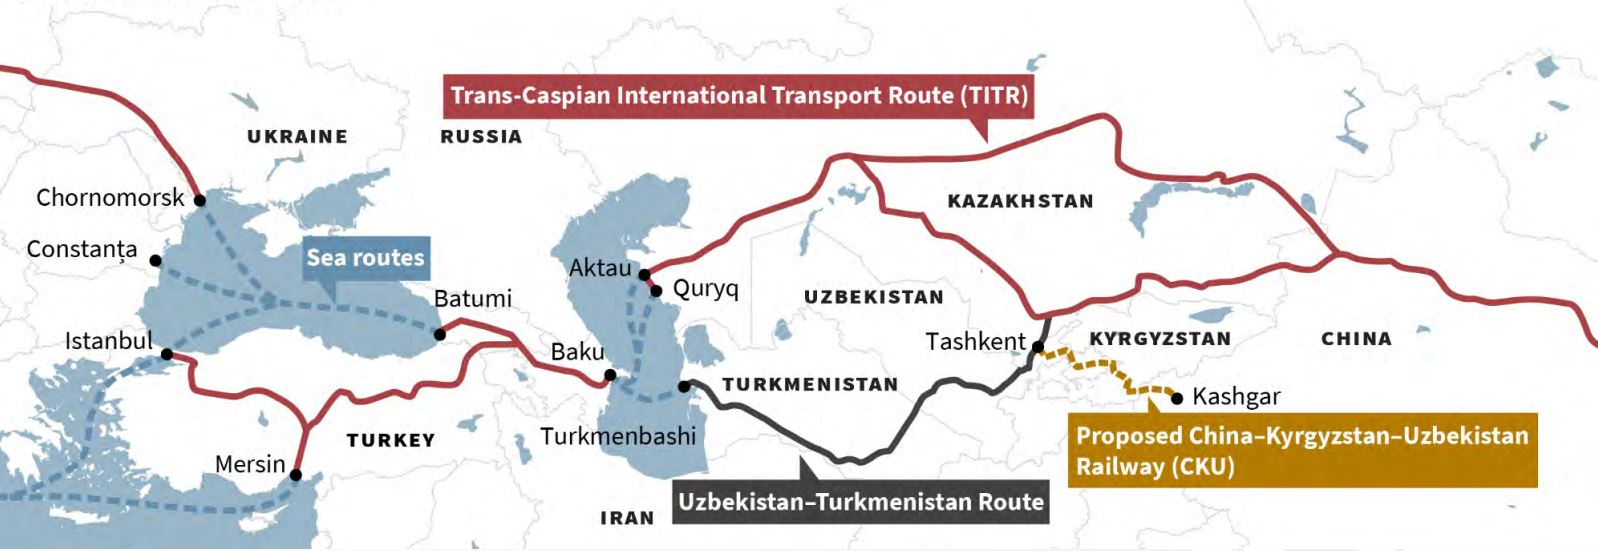 Trans-Caspian International Transport Route (TITR)
UKRAINE
RUSSIA
Chornomorsk
KAZAKHSTAN
Constanța
Sea routes
Aktau
Quryq
Batumi
UZBEKISTAN
Istanbul
Baku
Tashkent
KYRGYZSTAN
CHINA
TURKMENISTAN
Kashgar
TURKEY
Turkmenbashi
Proposed China–Kyrgyzstan–Uzbekistan
Railway (CKU)
Mersin
Uzbekistan–Turkmenistan Route
IRAN